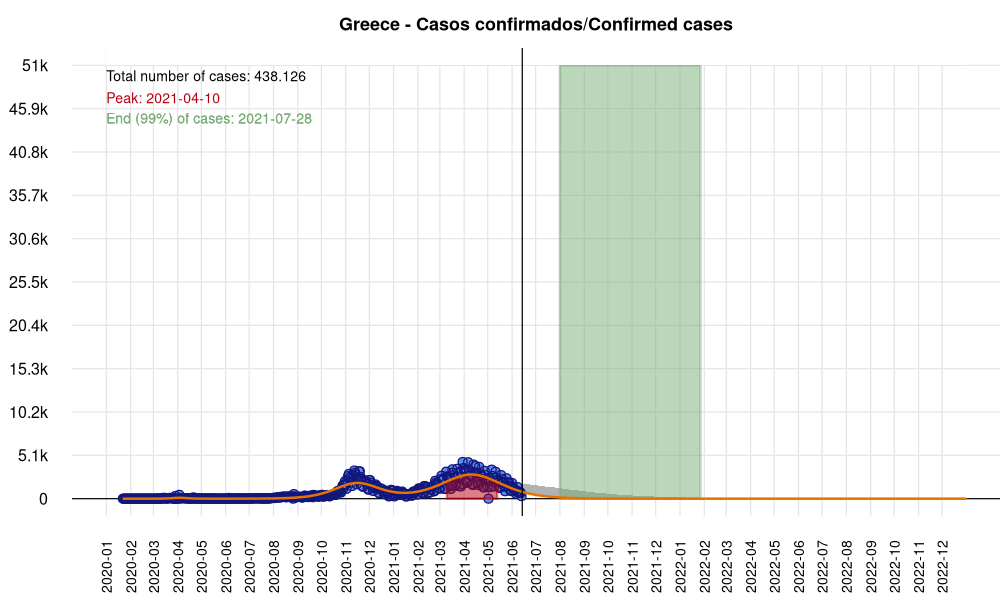 Greece - Casos confirmados/Confirmed cases
Total number of cases: 438.126
Peak: 2021-04-10
End (99%) of cases: 2021-07-28
51k
45.9k
40.8k
35.7k
30.6k
25.5k
20.4k
15.3k
10.2k
5.1k
0
2020-01
2020-02
2020-03
2020-04
2020-05
2020-06
2020-07
2020-08
2020-09
2020-10
2020-11
2020-12
2021-01
2021-02
2021-03
2021-04
2021-05
2021-06
2021-07
2021-08
2021-09
2021-10
2021-11
2021-12
2022-01
2022-02
2022-03
2022-04
2022-05
2022-06
2022-07
2022-08
2022-09
2022-10
2022-11
2022-12